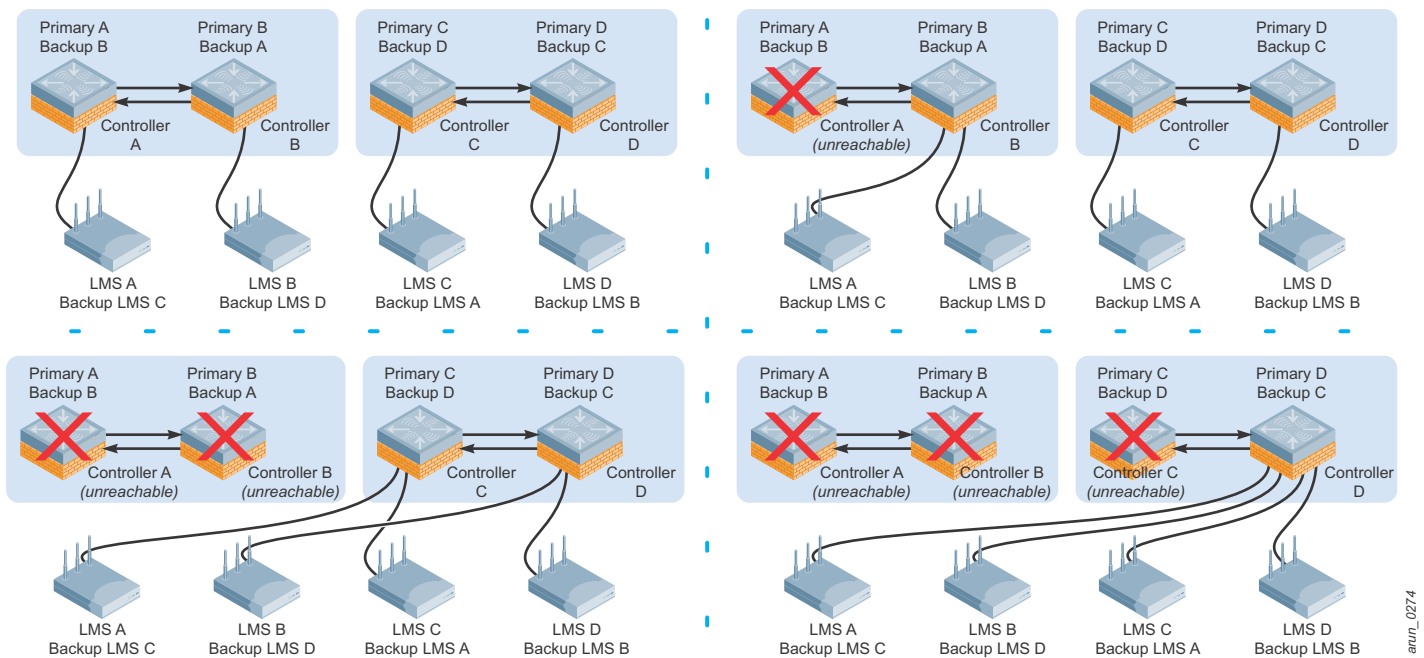 Primary A
Backup B
Primary B
Backup A
Primary C
Backup D
Primary D
Backup C
Controller
A
Controller
B
Controller
C
Controller
D
LMS A
Backup LMS C
LMS B
Backup LMS D
LMS C
Backup LMS A
LMS D
Backup LMS B
Primary A
Backup B
Primary B
Backup A
Primary C
Backup D
Primary D
Backup C
Controller A
(unreachable)
Controller
B
Controller
C
Controller
D
LMS A
Backup LMS C
LMS B
Backup LMS D
LMS C
Backup LMS A
LMS D
Backup LMS B
Primary A
Backup B
Primary B
Backup A
Primary C
Backup D
Primary D
Backup C
Controller A
(unreachable)
Controller B
(unreachable)
Controller
C
Controller
D
LMS A
Backup LMS C
LMS B
Backup LMS D
LMS C
Backup LMS A
LMS D
Backup LMS B
Primary A
Backup B
Primary B
Backup A
Primary C
Backup D
Primary D
Backup C
Controller A
(unreachable)
Controller B
(unreachable)
Controller C
(unreachable)
Controller
D
LMS A
Backup LMS C
LMS B
Backup LMS D
LMS C
Backup LMS A
LMS D
Backup LMS B
arun_0274